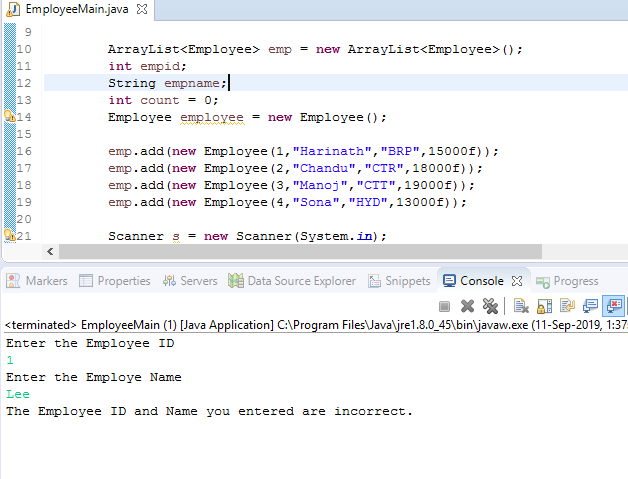 EmployeeMain.java
9
10 ArrayList<Employee> emp = new ArrayList<Employee>();
11 int empid;
12 String empname;
13 int count = 0;
14 Employee employee = new Employee();
15
16 emp.add(new Employee(1,"Harinath","BRP",15000f));
17 emp.add(new Employee(2,"Chandu","CTR",18000f));
18 emp.add(new Employee(3,"Manoj","CTT",19000f));
19 emp.add(new Employee(4,"Sona","HYD",13000f));
20
21 Scanner s = new Scanner(System.in);
Markers Properties Servers Data Source Explorer Snippets Console Progress
<terminated> EmployeeMain (1) [Java Application] C:\Program Files\Java\jre1.8.0_45\bin\javaw.exe (11-Sep-2019, 1:37:
Enter the Employee ID
1
Enter the Employe Name
Lee
The Employee ID and Name you entered are incorrect.